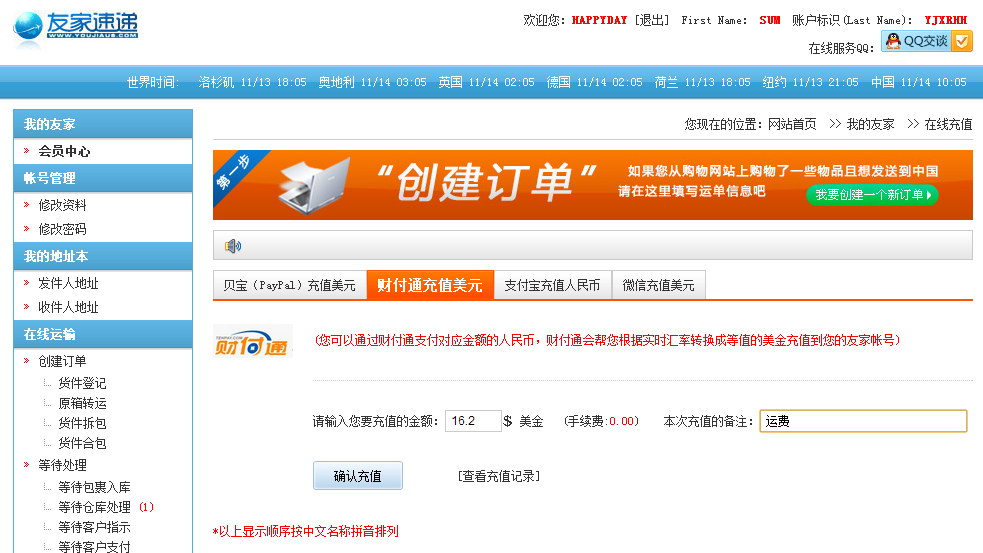 友家速递
WWW.YOUJIAUS.COM
欢迎您：HAPPYDAY [退出] First Name: SUM 账户标识(Last Name): YJXRHH
在线服务QQ: QQ交谈
世界时间: 洛杉矶 11/13 18:05 奥地利 11/14 03:05 英国 11/14 02:05 德国 11/14 02:05 荷兰 11/13 18:05 纽约 11/13 21:05 中国 11/14 10:05
您现在的位置：网站首页 >> 我的友家 >> 在线充值
我的友家
» 会员中心
帐号管理
» 修改资料
» 修改密码
我的地址本
» 发件人地址
» 收件人地址
在线运输
» 创建订单
货件登记
原箱转运
货件拆包
货件合包
» 等待处理
等待包裹入库
等待仓库处理 (1)
等待客户指示
等待客户支付
第一步
“创建订单”
如果您从购物网站上购物了一些物品且想发送到中国
请在这里填写运单信息吧
我要创建一个新订单
贝宝（PayPal）充值美元
财付通充值美元
支付宝充值人民币
微信充值美元
TENPAY.COM
财付通
(您可以通过财付通支付对应金额的人民币，财付通会帮您根据实时汇率转换成等值的美金充值到您的友家帐号)
请输入您要充值的金额： 16.2 $ 美金 (手续费:0.00) 本次充值的备注： 运费
确认充值 [查看充值记录]
*以上显示顺序按中文名称拼音排列